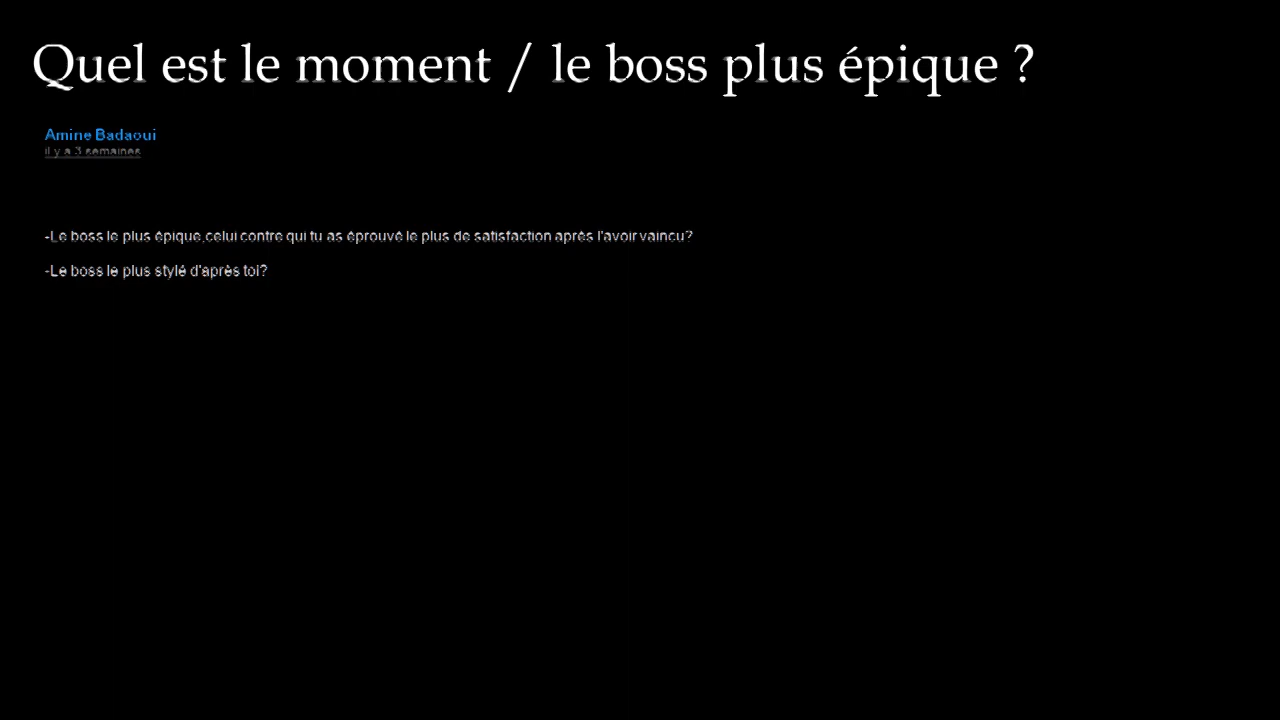 Quel est le moment / le boss plus épique ?
Amine Badaoui
il y a 3 semaines
-Le boss le plus épique,celui contre qui tu as éprouvé le plus de satisfaction après l'avoir vaincu?
-Le boss le plus stylé d'après toi?